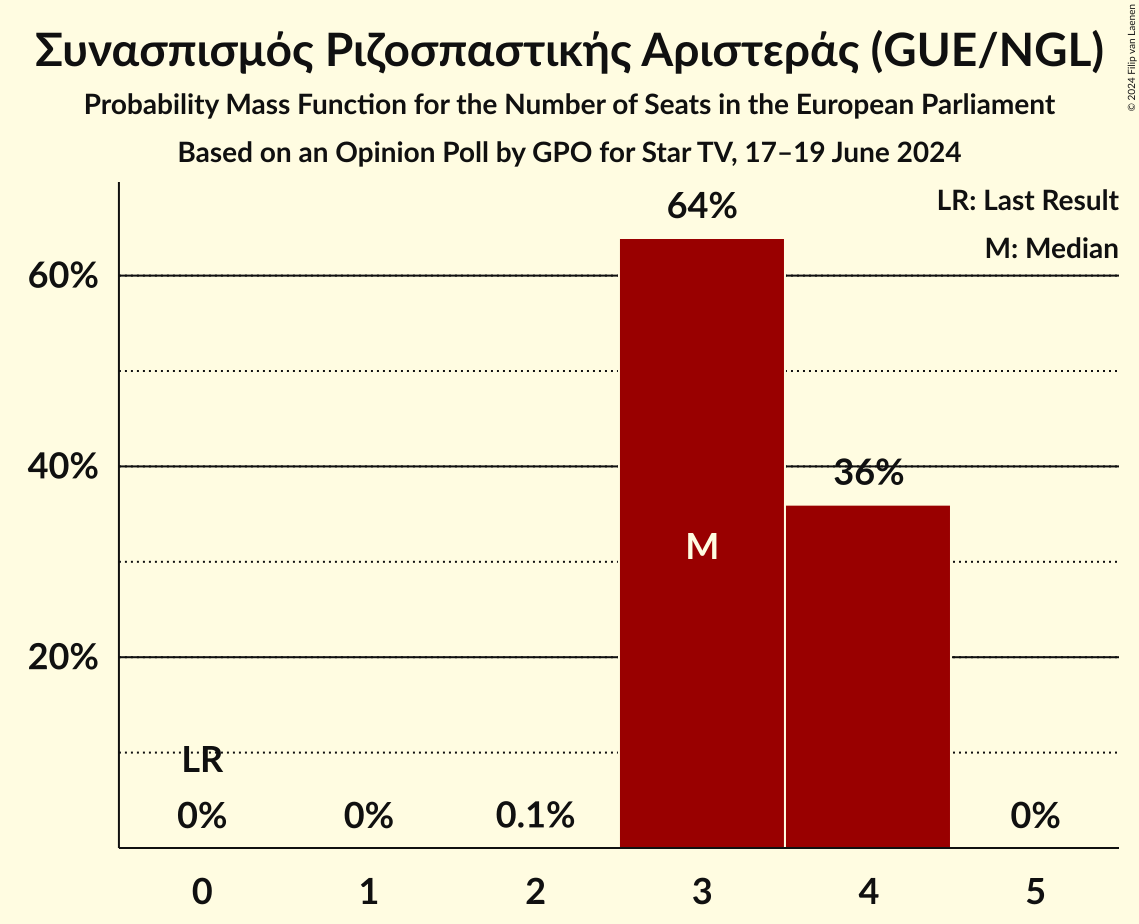 Συνασπισμός Ριζοσπαστικής Αριστεράς (GUE/NGL)
Probability Mass Function for the Number of Seats in the European Parliament
Based on an Opinion Poll by GPO for Star TV, 17–19 June 2024
© 2024 Filip van Laenen
LR: Last Result
M: Median
64%
60%
40%
36%
M
20%
LR
0%
0%
0.1%
0%
0 1 2 3 4 5